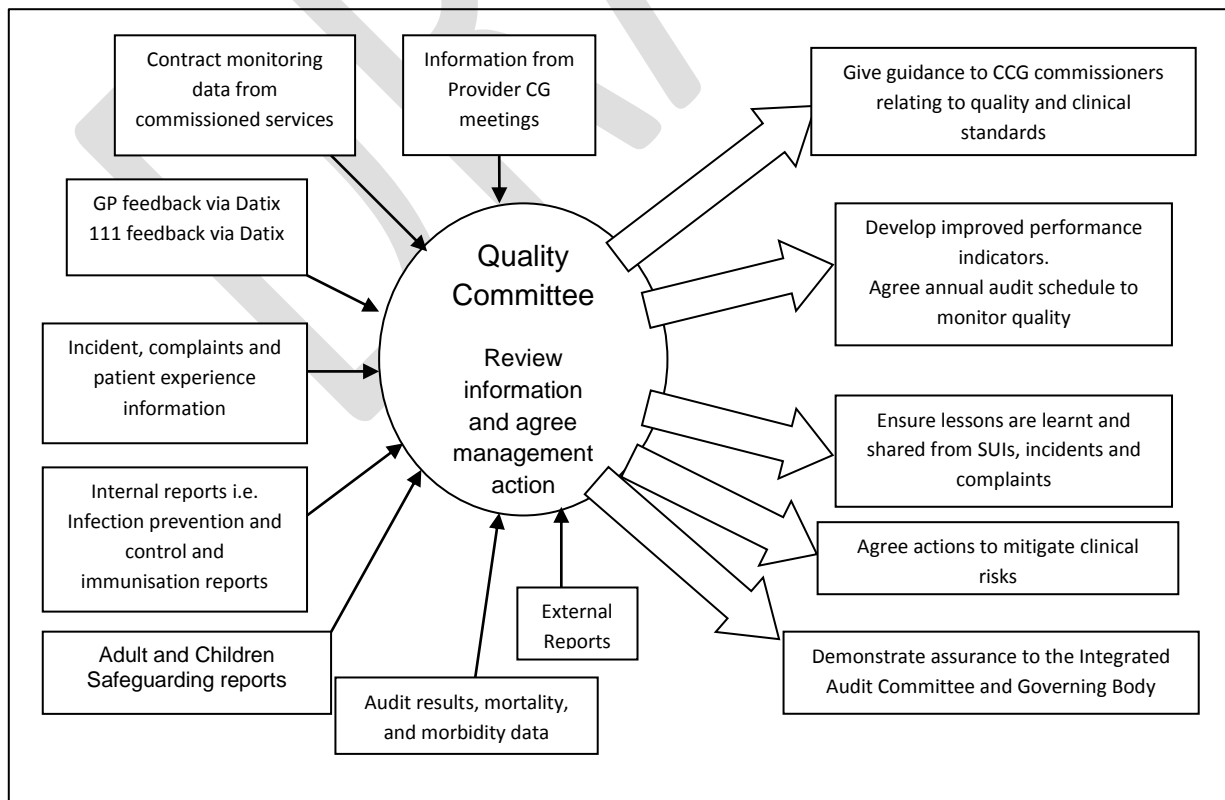 Contract monitoring
data from
commissioned services
Information from
Provider CG
meetings
Give guidance to CCG commissioners
relating to quality and clinical
standards
GP feedback via Datix
111 feedback via Datix
Quality
Committee
Review
information
and agree
management
action
Develop improved performance
indicators.
Agree annual audit schedule to
monitor quality
Incident, complaints and
patient experience
information
Ensure lessons are learnt and
shared from SUIs, incidents and
complaints
Internal reports i.e.
Infection prevention and
control and
immunisation reports
Agree actions to mitigate clinical
risks
External
Reports
Adult and Children
Safeguarding reports
Demonstrate assurance to the Integrated
Audit Committee and Governing Body
Audit results, mortality,
and morbidity data